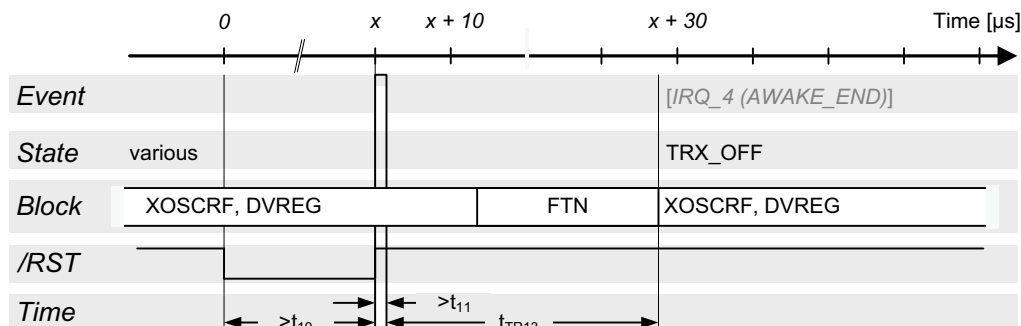 0 x x + 10 x + 30 Time [µs]
Event [IRQ_4 (AWAKE_END)]
State various TRX_OFF
Block XOSCRF, DVREG FTN XOSCRF, DVREG
/RST
>t11
Time >t10 tTR13